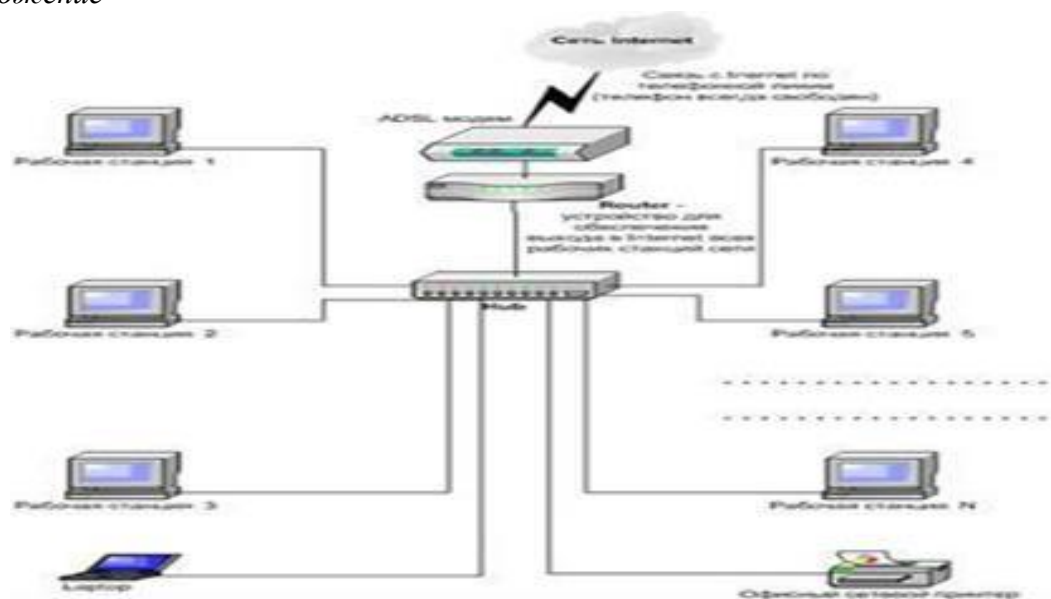 Сеть Internet
Связь с Internet по
телефонной линии
(телефон всегда свободен)
ADSL модем
Рабочая станция 1
Рабочая станция 4
Router -
устройство для
обеспечения
выхода в Internet всех
рабочих станций сети
Hub
Рабочая станция 2
Рабочая станция 5
Рабочая станция 3
Рабочая станция N
Laptop
Офисный сетевой принтер